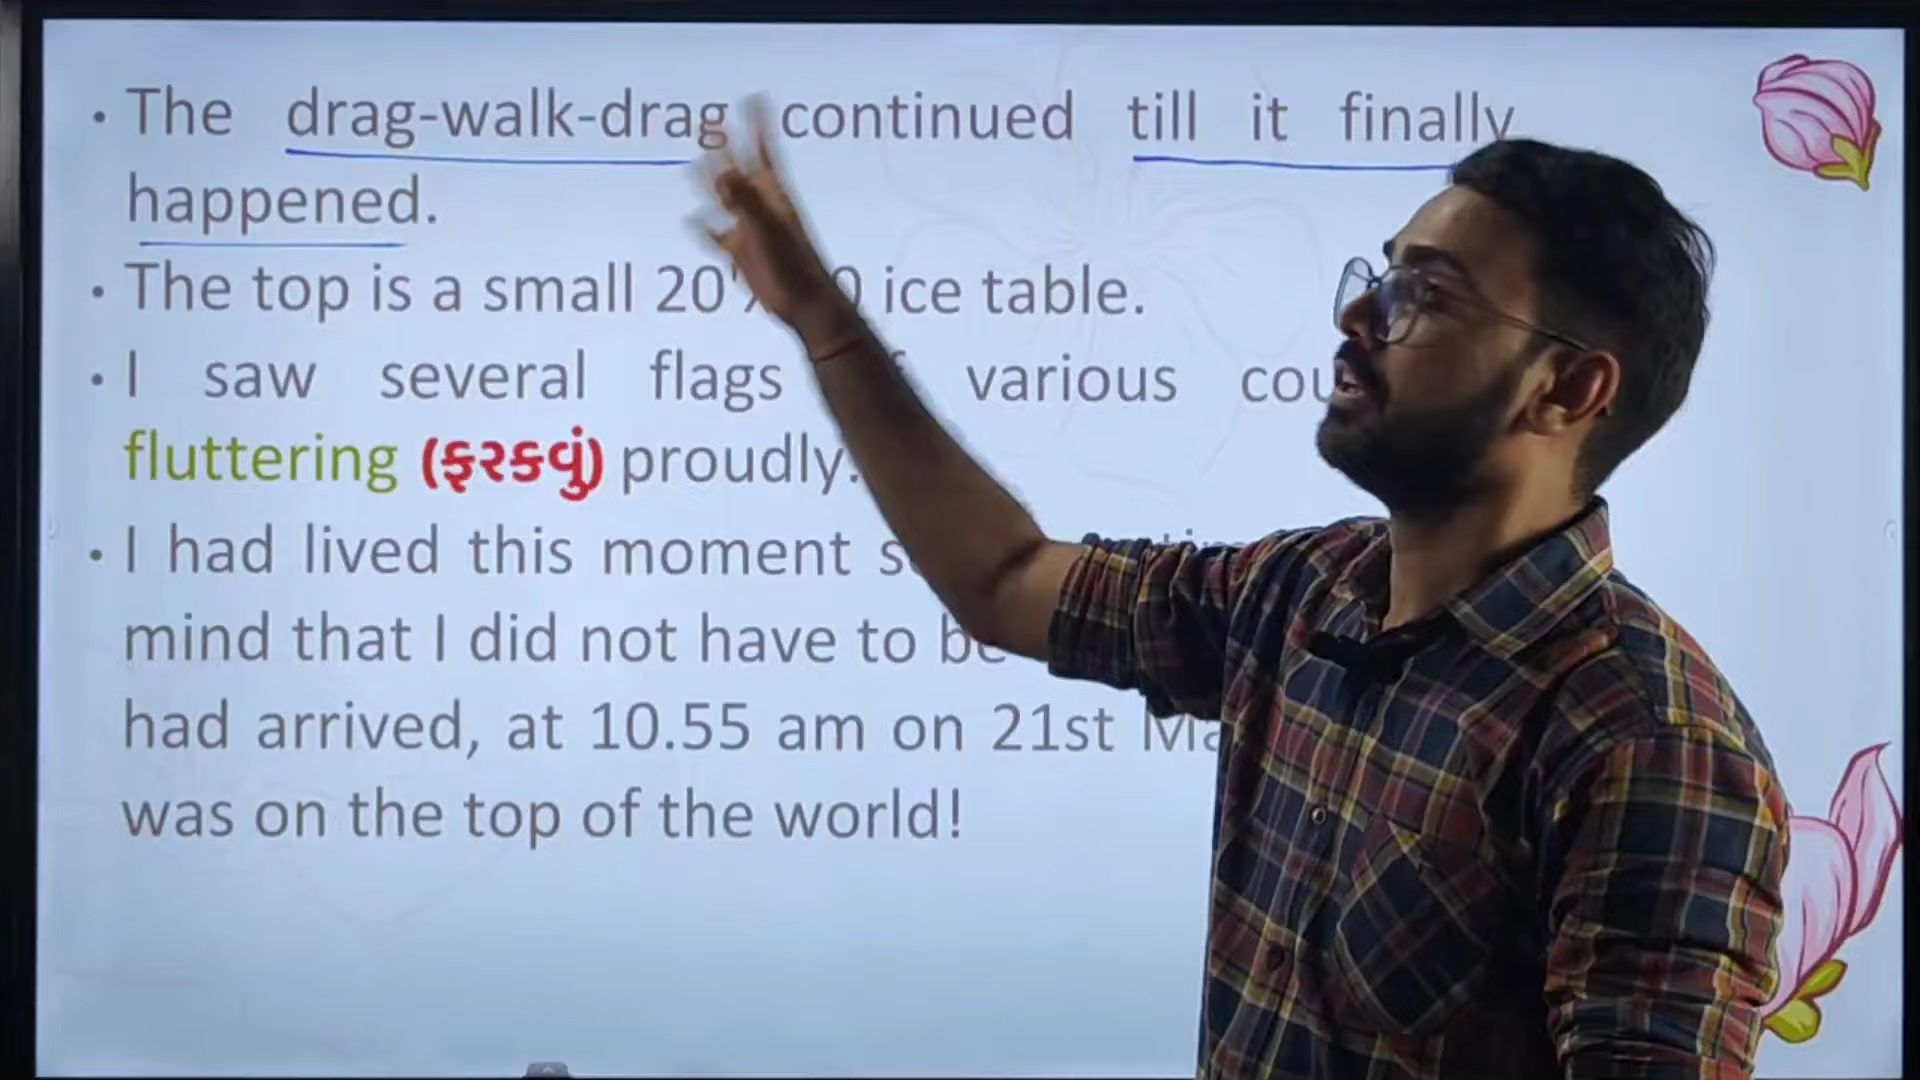 • The drag-walk-drag continued till it finally
happened.
• The top is a small 20' ice table.
• I saw several flags various
fluttering (ફરકવું) proudly.
• I had lived this moment
mind that I did not have to
had arrived, at 10.55 am on 21st
was on the top of the world!